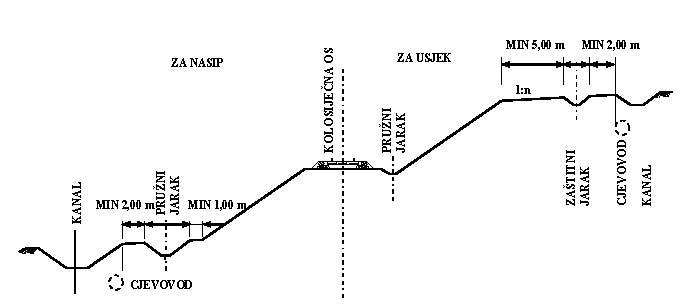 ZA NASIP
KOLOSIJEČNA OS
ZA USJEK
MIN 5,00 m
MIN 2,00 m
1:n
PRUŽNI
JARAK
ZAŠTITNI
JARAK
CJEVOVOD
KANAL
KANAL
MIN 2,00 m
PRUŽNI
JARAK
MIN 1,00 m
CJEVOVOD